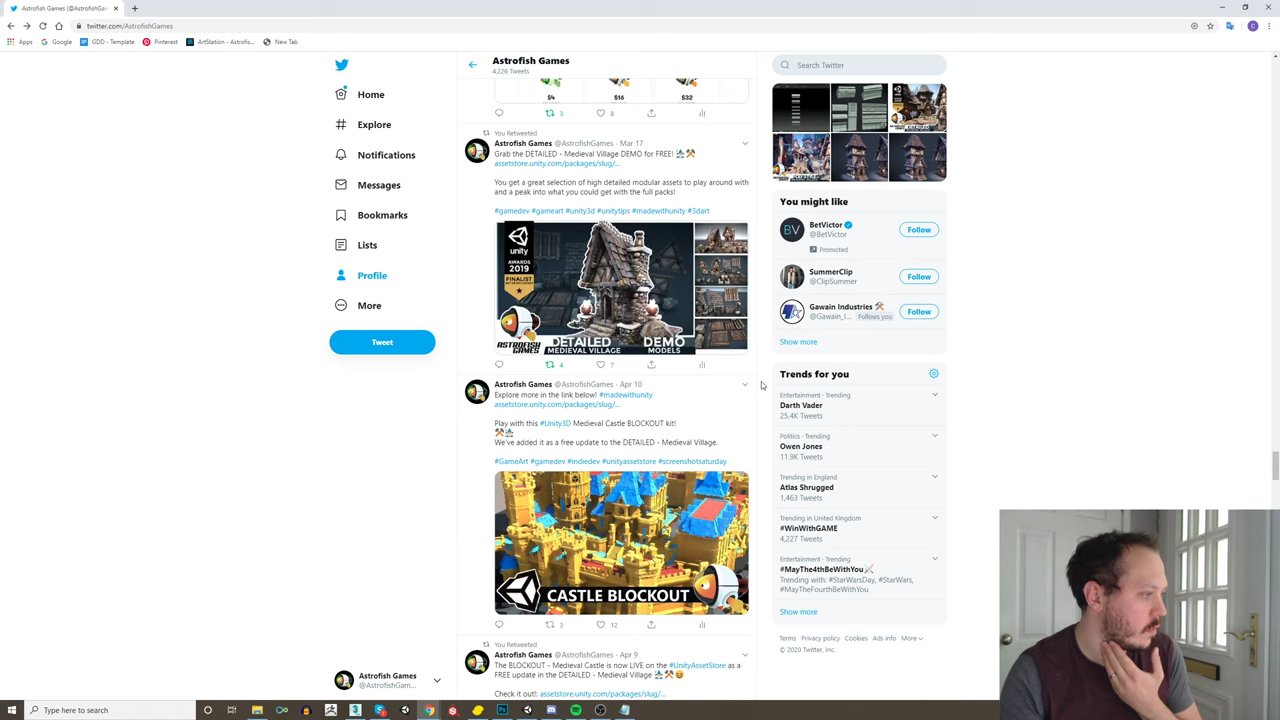 Astrofish Games (@AstrofishGam
twitter.com/AstrofishGames
Apps
Google
GDD - Template
Pinterest
ArtStation - Astrofis...
New Tab
Home
Explore
Notifications
Messages
Bookmarks
Lists
Profile
More
Tweet
Astrofish Games
@AstrofishGam...
Astrofish Games
4,226 Tweets
$4
$16
$32
3
8
You Retweeted
Astrofish Games @AstrofishGames · Mar 17
Grab the DETAILED - Medieval Village DEMO for FREE!
assetstore.unity.com/packages/slug/...
You get a great selection of high detailed modular assets to play around with
and a peak into what you could get with the full packs!
#gamedev #gameart #unity3d #unitytips #madewithunity #3dart
unity
AWARDS
2019
FINALIST
ASTROFISH
GAMES
DETAILED
MEDIEVAL VILLAGE
DEMO
MODELS
4
7
Astrofish Games @AstrofishGames · Apr 10
Explore more in the link below! #madewithunity
assetstore.unity.com/packages/slug/...
Play with this #Unity3D Medieval Castle BLOCKOUT kit!
We've added it as a free update to the DETAILED - Medieval Village.
#GameArt #gamedev #indiedev #unityassetstore #screenshotsaturday
CASTLE BLOCKOUT
3
12
You Retweeted
Astrofish Games @AstrofishGames · Apr 9
The BLOCKOUT - Medieval Castle is now LIVE on the #UnityAssetStore as a
FREE update in the DETAILED - Medieval Village
Check it out!: assetstore.unity.com/packages/slug/...
Search Twitter
You might like
BetVictor
@BetVictor
Promoted
Follow
SummerClip
@ClipSummer
Follow
Gawain Industries
@Gawain_I... Follows you
Follow
Show more
Trends for you
Entertainment · Trending
Darth Vader
25.4K Tweets
Politics · Trending
Owen Jones
11.9K Tweets
Trending in England
Atlas Shrugged
1,463 Tweets
Trending in United Kingdom
#WinWithGAME
4,227 Tweets
Entertainment · Trending
#MayThe4thBeWithYou
Trending with: #StarWarsDay, #StarWars,
#MayTheFourthBeWithYou
Show more
Terms Privacy policy Cookies Ads info More
© 2020 Twitter, Inc.
Type here to search